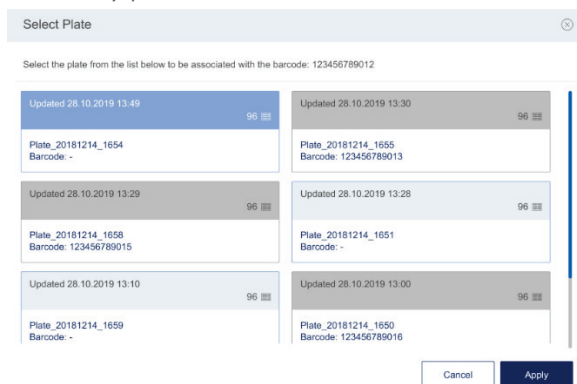 Select Plate
Select the plate from the list below to be associated with the barcode: 123456789012
Updated 28.10.2019 13:49
96
Plate_20181214_1654
Barcode: -
Updated 28.10.2019 13:30
96
Plate_20181214_1655
Barcode: 123456789013
Updated 28.10.2019 13:29
96
Plate_20181214_1658
Barcode: 123456789015
Updated 28.10.2019 13:28
96
Plate_20181214_1651
Barcode: -
Updated 28.10.2019 13:10
96
Plate_20181214_1659
Barcode: -
Updated 28.10.2019 13:00
96
Plate_20181214_1650
Barcode: 123456789016
Cancel
Apply